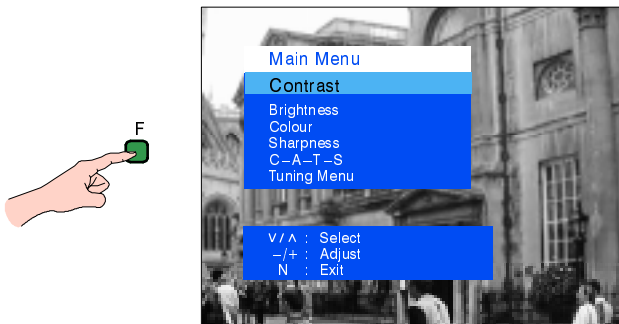 F
Main Menu
Contrast
Brightness
Colour
Sharpness
C–A–T–S
Tuning Menu
∨/∧ : Select
–/+ : Adjust
N : Exit